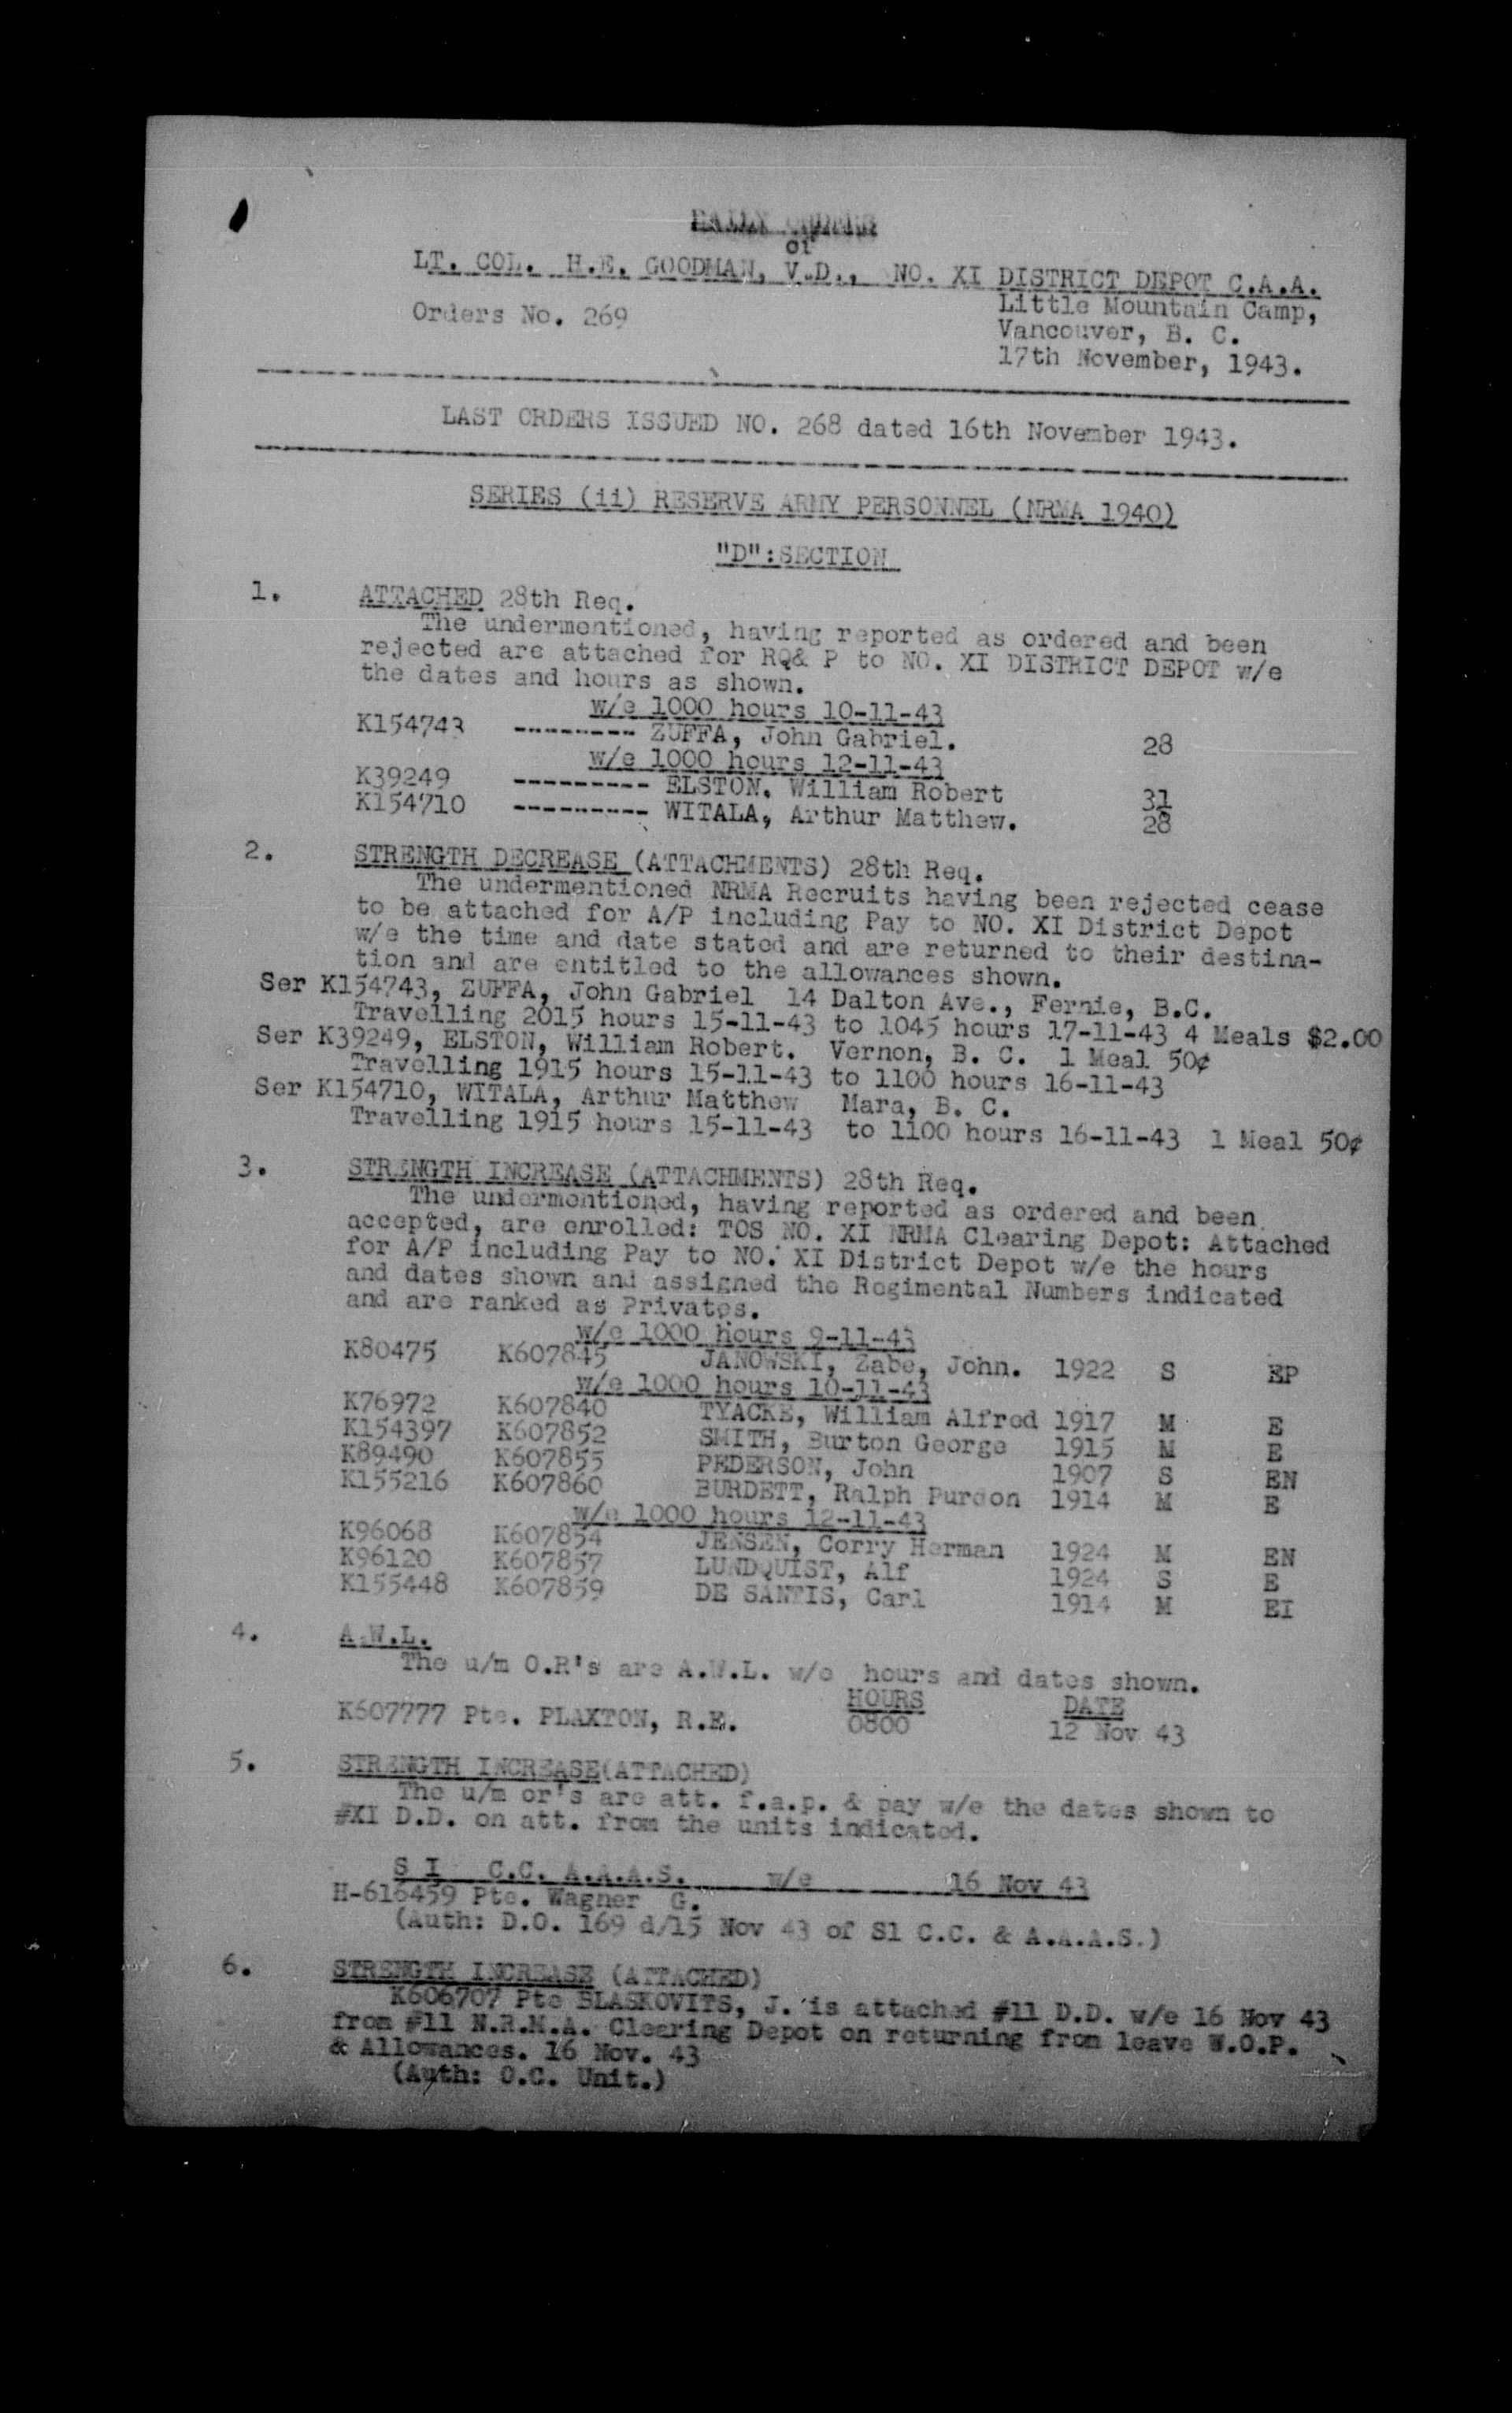 DAILY ORDERS
of
LT. COL. H.E. GOODMAN, V.D., NO. XI DISTRICT DEPOT C.A.A.
Orders No. 269
Little Mountain Camp,
Vancouver, B. C.
17th November, 1943.
LAST ORDERS ISSUED NO. 268 dated 16th November 1943.
SERIES (ii) RESERVE ARMY PERSONNEL (NRMA 1940)
"D":SECTION
1. ATTACHED 28th Req.
The undermentioned, having reported as ordered and been
rejected are attached for RQ& P to NO. XI DISTRICT DEPOT w/e
the dates and hours as shown.
w/e 1000 hours 10-11-43
K154743 --------- ZUFFA, John Gabriel. 28
w/e 1000 hours 12-11-43
K39249 ---------- ELSTON. William Robert 31
K154710 ---------- WITALA, Arthur Matthew. 28
2. STRENGTH DECREASE (ATTACHMENTS) 28th Req.
The undermentioned NRMA Recruits having been rejected cease
to be attached for A/P including Pay to NO. XI District Depot
w/e the time and date stated and are returned to their destina-
tion and are entitled to the allowances shown.
Ser K154743, ZUFFA, John Gabriel 14 Dalton Ave., Fernie, B.C.
Travelling 2015 hours 15-11-43 to 1045 hours 17-11-43 4 Meals $2.00
Ser K39249, ELSTON, William Robert. Vernon, B. C. 1 Meal 50¢
Travelling 1915 hours 15-11-43 to 1100 hours 16-11-43
Ser K154710, WITALA, Arthur Matthew Mara, B. C.
Travelling 1915 hours 15-11-43 to 1100 hours 16-11-43 1 Meal 50¢
3. STRENGTH INCREASE (ATTACHMENTS) 28th Req.
The undermentioned, having reported as ordered and been
accepted, are enrolled: TOS NO. XI NRMA Clearing Depot: Attached
for A/P including Pay to NO. XI District Depot w/e the hours
and dates shown and assigned the Regimental Numbers indicated
and are ranked as Privates.
w/e 1000 hours 9-11-43
K80475 K607845 JANOWSKI, Zabe, John. 1922 S EP
w/e 1000 hours 10-11-43
K76972 K607840 TYACKE, William Alfred 1917 M E
K154397 K607852 SMITH, Burton George 1915 M E
K89490 K607855 PEDERSON, John 1907 S EN
K155216 K607860 BURDETT, Ralph Purdon 1914 M E
w/e 1000 hours 12-11-43
K96068 K607854 JENSEN, Corry Herman 1924 M EN
K96120 K607857 LUNDQUIST, Alf 1924 S E
K155448 K607859 DE SANTIS, Carl 1914 M EI
4. A.W.L.
The u/m O.R's are A.W.L. w/e hours and dates shown.
HOURS DATE
K607777 Pte. PLAXTON, R.E. 0800 12 Nov 43
5. STRENGTH INCREASE(ATTACHED)
The u/m or's are att. f.a.p. & pay w/e the dates shown to
#XI D.D. on att. from the units indicated.
S I C.C. A.A.A.S. w/e 16 Nov 43
H-616459 Pte. Wagner G.
(Auth: D.O. 169 d/15 Nov 43 of S1 C.C. & A.A.A.S.)
6. STRENGTH INCREASE (ATTACHED)
K606707 Pte BLASKOVITS, J. is attached #11 D.D. w/e 16 Nov 43
from #11 N.R.M.A. Clearing Depot on returning from leave W.O.P.
& Allowances. 16 Nov. 43
(Auth: O.C. Unit.)